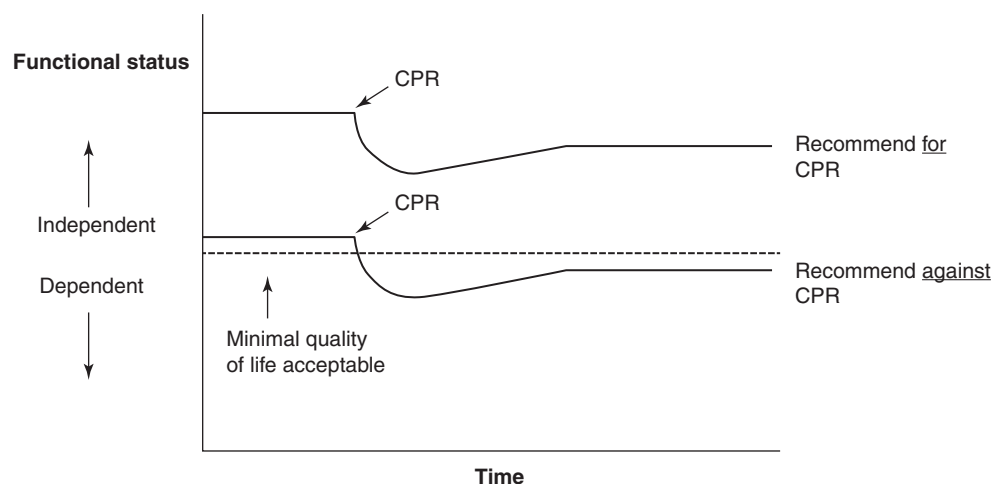 Functional status
CPR
Recommend for
CPR
Independent
CPR
Dependent
Recommend against
CPR
Minimal quality
of life acceptable
Time